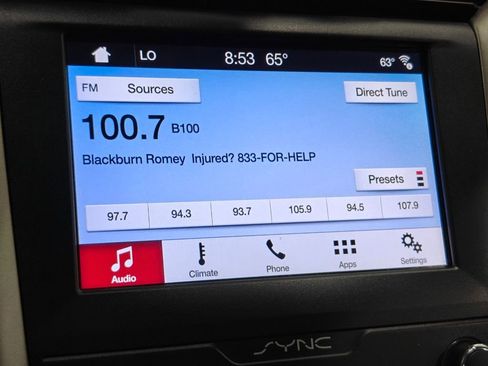 LO 8:53 65° 63°
FM Sources Direct Tune
100.7 B100
Blackburn Romey Injured? 833-FOR-HELP
Presets
97.7 94.3 93.7 105.9 94.5 107.9
Audio Climate Phone Apps Settings
SYNC